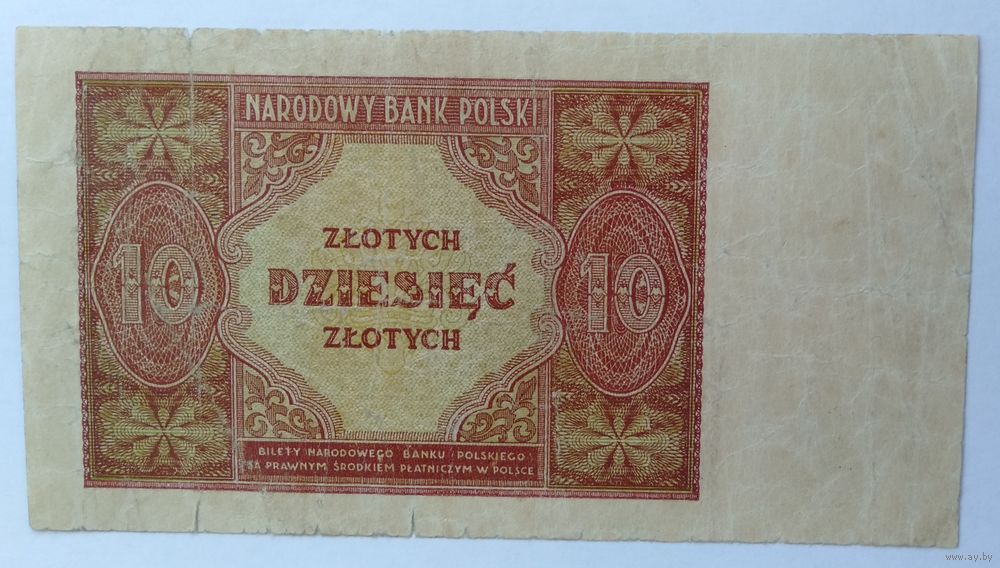 NARODOWY BANK POLSKI
10
10
ZŁOTYCH
DZIESIĘĆ
ZŁOTYCH
BILETY NARODOWEGO BANKU POLSKIEGO
SĄ PRAWNYM ŚRODKIEM PŁATNICZYM W POLSCE
www.ay.by